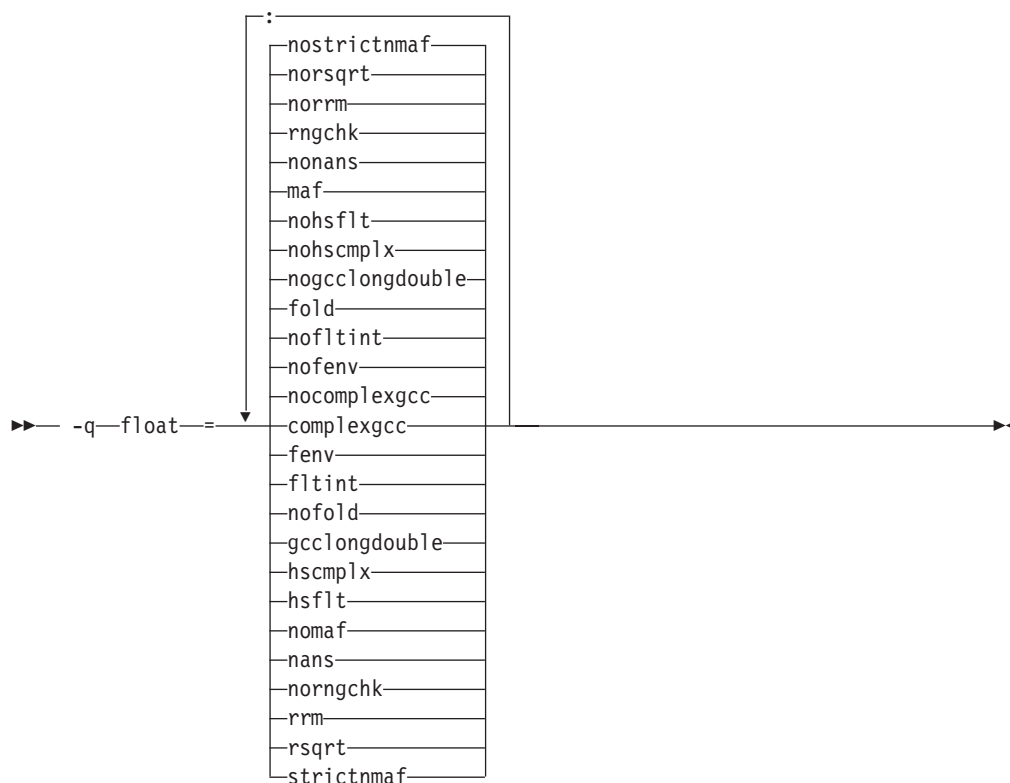 :
nostrictnmaf
norsqrt
norrm
rngchk
nonans
maf
nohsflt
nohscmplx
nogcclongdouble
fold
nofltint
nofenv
nocomplexgcc
-q float = complexgcc
fenv
fltint
nofold
gcclongdouble
hscmplx
hsflt
nomaf
nans
norngchk
rrm
rsqrt
strictnmaf